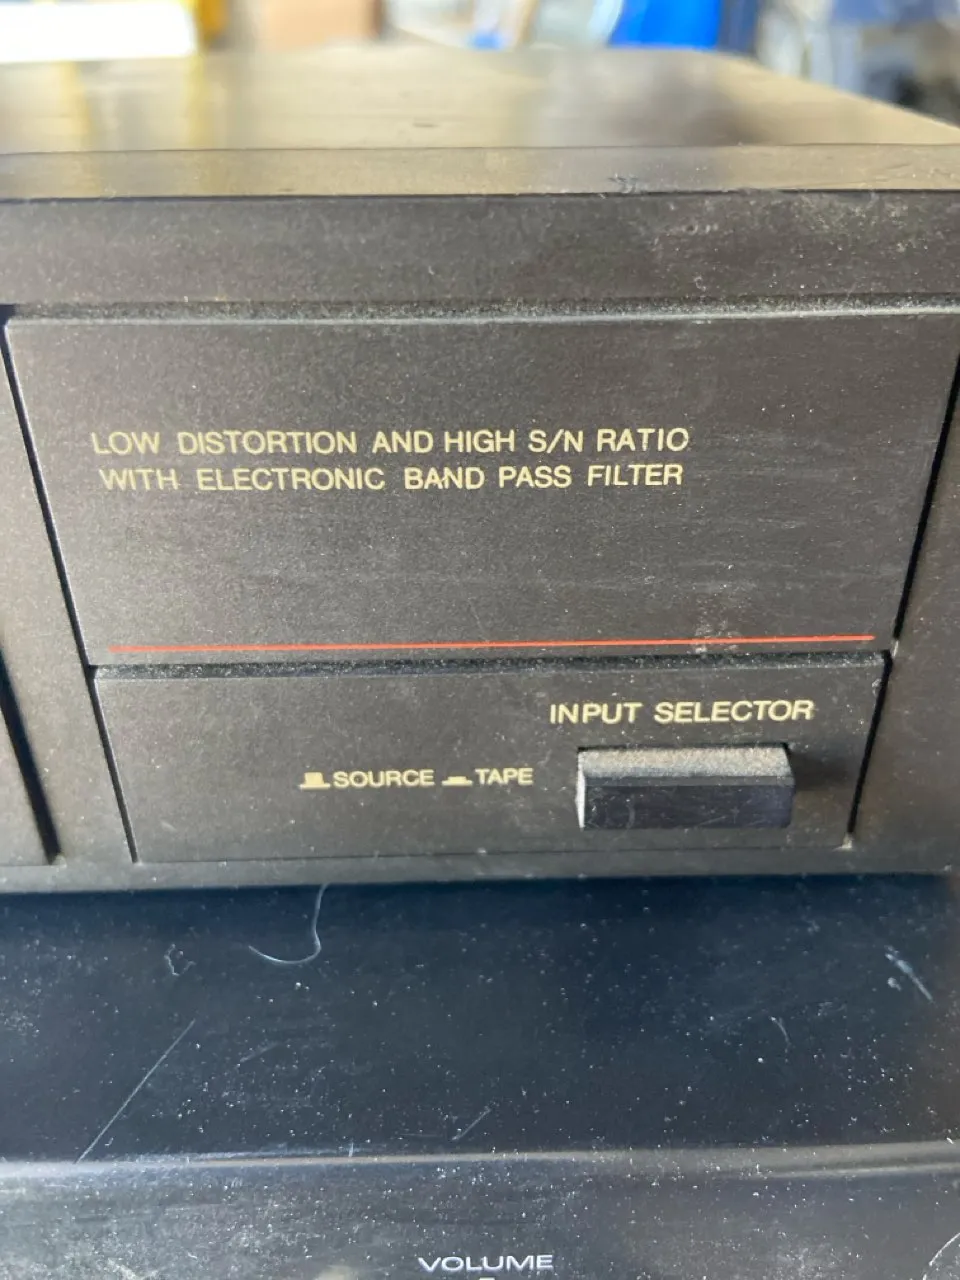 LOW DISTORTION AND HIGH S/N RATIO
WITH ELECTRONIC BAND PASS FILTER
INPUT SELECTOR
SOURCE TAPE
VOLUME